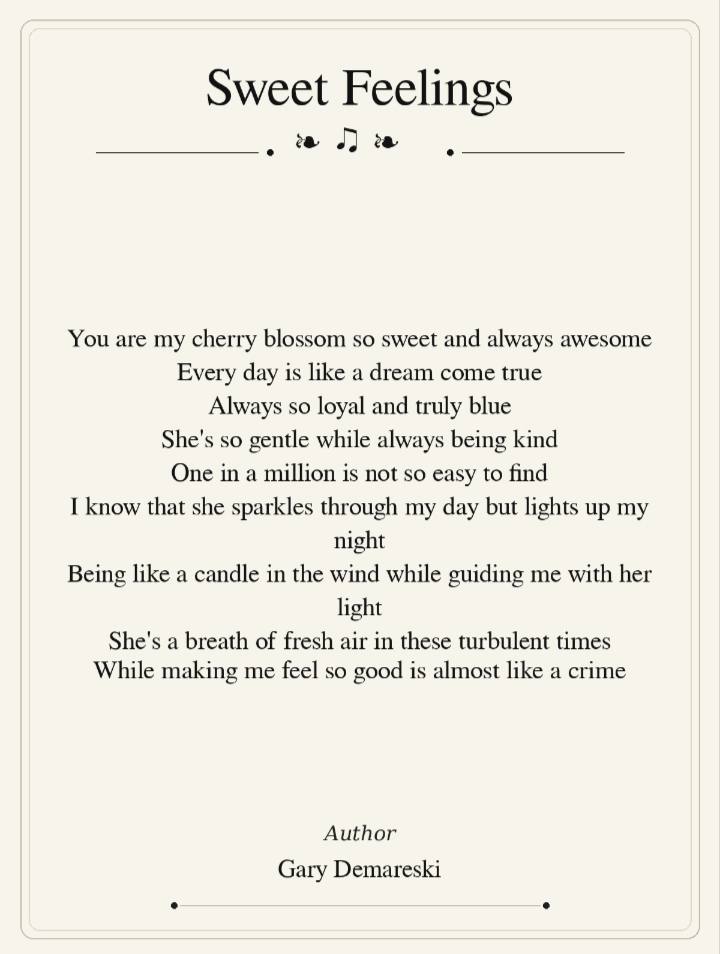 Sweet Feelings
❧ ♫ ❧
You are my cherry blossom so sweet and always awesome
Every day is like a dream come true
Always so loyal and truly blue
She's so gentle while always being kind
One in a million is not so easy to find
I know that she sparkles through my day but lights up my
night
Being like a candle in the wind while guiding me with her
light
She's a breath of fresh air in these turbulent times
While making me feel so good is almost like a crime
Author
Gary Demareski